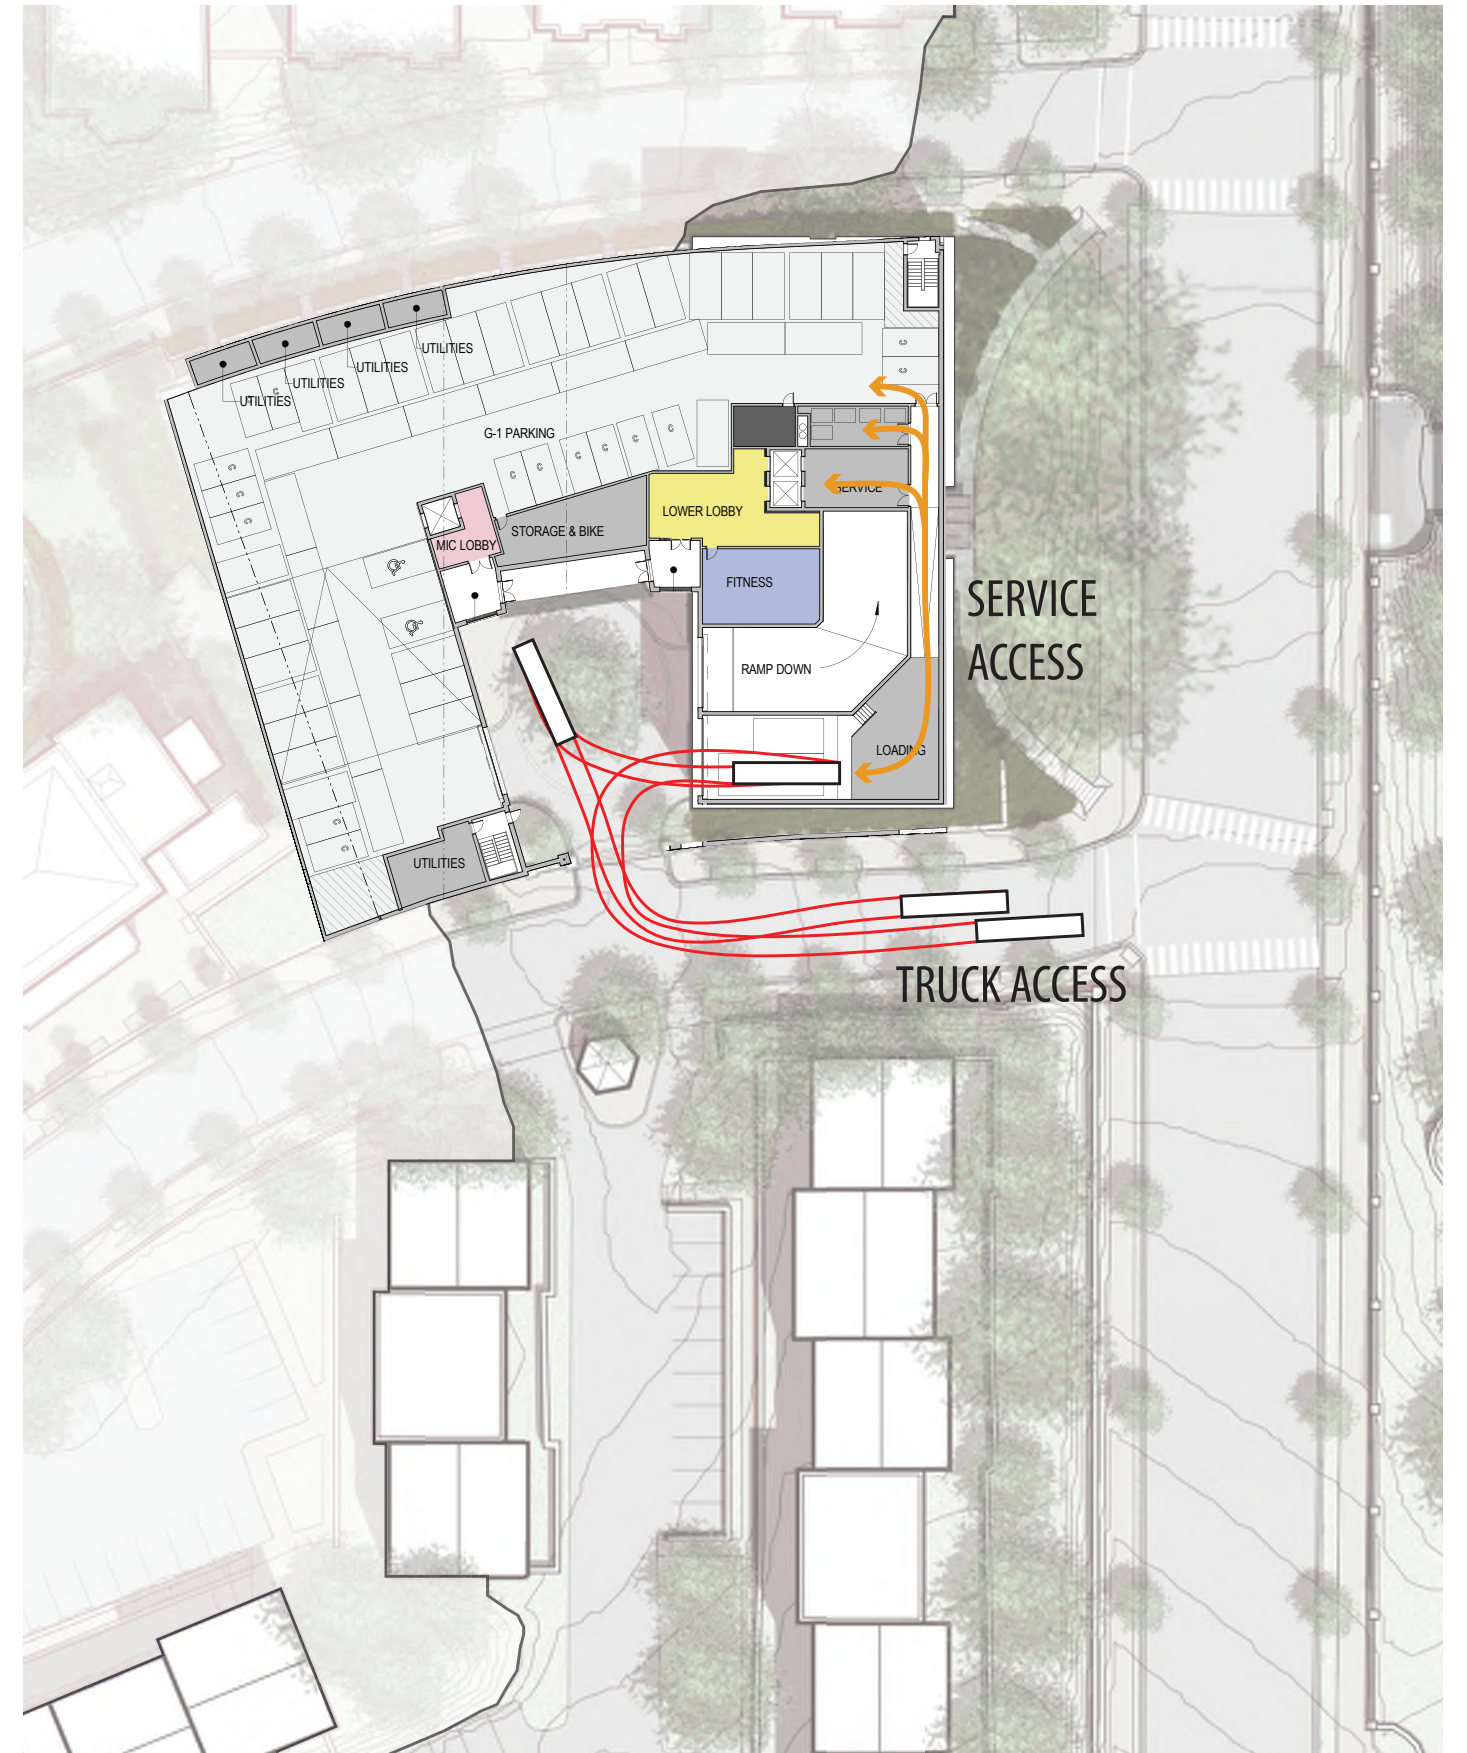 UTILITIES
UTILITIES
UTILITIES
UTILITIES
G-1 PARKING
SERVICE
LOWER LOBBY
STORAGE & BIKE
MIC LOBBY
FITNESS
SERVICE
ACCESS
RAMP DOWN
LOADING
UTILITIES
TRUCK ACCESS
C
C
C
C
C
C
C
C
C
C
C
C
C
C